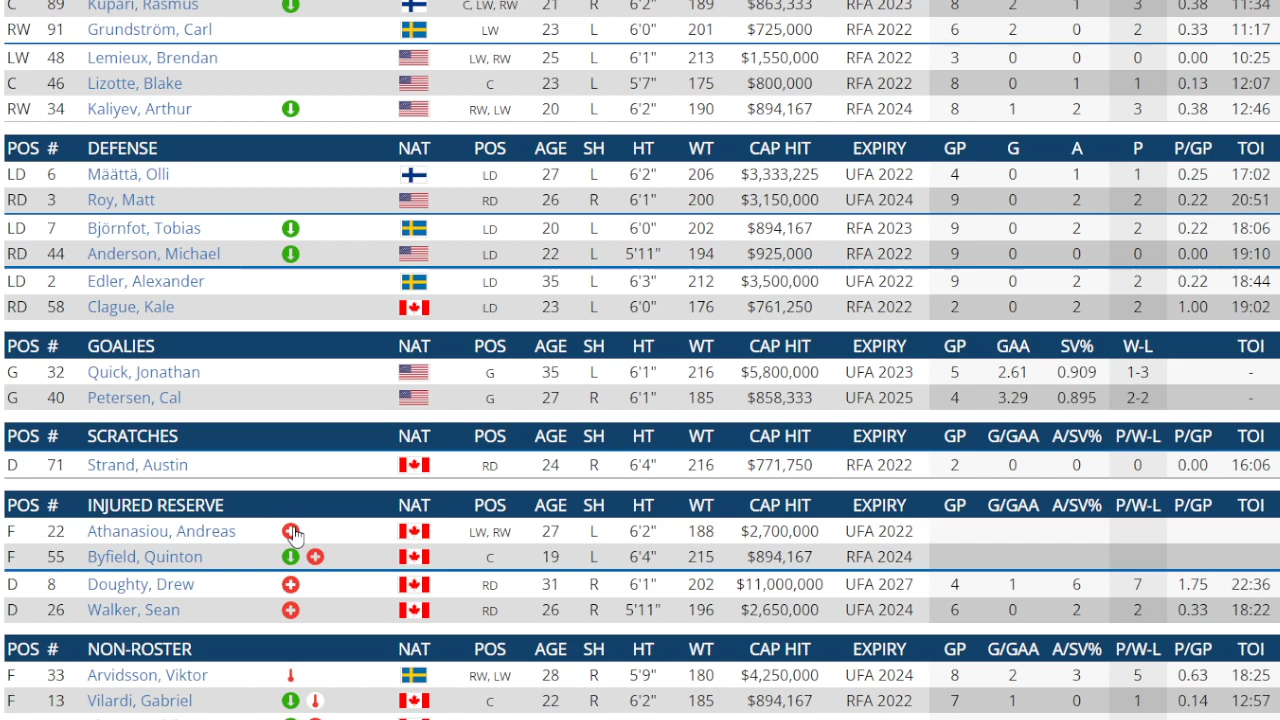 C 89 Kupari, Rasmus C, LW, RW 21 R 6'2" 189 $863,333 RFA 2023 8 2 1 3 0.38 11:34
RW 91 Grundström, Carl LW 23 L 6'0" 201 $725,000 RFA 2022 6 2 0 2 0.33 11:17
LW 48 Lemieux, Brendan LW, RW 25 L 6'1" 213 $1,550,000 RFA 2022 3 0 0 0 0.00 10:25
C 46 Lizotte, Blake C 23 L 5'7" 175 $800,000 RFA 2022 8 0 1 1 0.13 12:07
RW 34 Kaliyev, Arthur RW, LW 20 L 6'2" 190 $894,167 RFA 2024 8 1 2 3 0.38 12:46
POS # DEFENSE NAT POS AGE SH HT WT CAP HIT EXPIRY GP G A P P/GP TOI
LD 6 Määttä, Olli LD 27 L 6'2" 206 $3,333,225 UFA 2022 4 0 1 1 0.25 17:02
RD 3 Roy, Matt RD 26 R 6'1" 200 $3,150,000 UFA 2024 9 0 2 2 0.22 20:51
LD 7 Björnfot, Tobias LD 20 L 6'0" 202 $894,167 RFA 2023 9 0 2 2 0.22 18:06
RD 44 Anderson, Michael LD 22 L 5'11" 194 $925,000 RFA 2022 9 0 0 0 0.00 19:10
LD 2 Edler, Alexander LD 35 L 6'3" 212 $3,500,000 UFA 2022 9 0 2 2 0.22 18:44
RD 58 Clague, Kale LD 23 L 6'0" 176 $761,250 RFA 2022 2 0 2 2 1.00 19:02
POS # GOALIES NAT POS AGE SH HT WT CAP HIT EXPIRY GP GAA SV% W-L TOI
G 32 Quick, Jonathan G 35 L 6'1" 216 $5,800,000 UFA 2023 5 2.61 0.909 1-3 -
G 40 Petersen, Cal G 27 R 6'1" 185 $858,333 UFA 2025 4 3.29 0.895 2-2 -
POS # SCRATCHES NAT POS AGE SH HT WT CAP HIT EXPIRY GP G/GAA A/SV% P/W-L P/GP TOI
D 71 Strand, Austin RD 24 R 6'4" 216 $771,750 RFA 2022 2 0 0 0 0.00 16:06
POS # INJURED RESERVE NAT POS AGE SH HT WT CAP HIT EXPIRY GP G/GAA A/SV% P/W-L P/GP TOI
F 22 Athanasiou, Andreas LW, RW 27 L 6'2" 188 $2,700,000 UFA 2022
F 55 Byfield, Quinton C 19 L 6'4" 215 $894,167 RFA 2024
D 8 Doughty, Drew RD 31 R 6'1" 202 $11,000,000 UFA 2027 4 1 6 7 1.75 22:36
D 26 Walker, Sean RD 26 R 5'11" 196 $2,650,000 UFA 2024 6 0 2 2 0.33 18:22
POS # NON-ROSTER NAT POS AGE SH HT WT CAP HIT EXPIRY GP G/GAA A/SV% P/W-L P/GP TOI
F 33 Arvidsson, Viktor RW, LW 28 R 5'9" 180 $4,250,000 UFA 2024 8 2 3 5 0.63 18:25
F 13 Vilardi, Gabriel C 22 R 6'2" 185 $894,167 RFA 2022 7 1 0 1 0.14 12:57